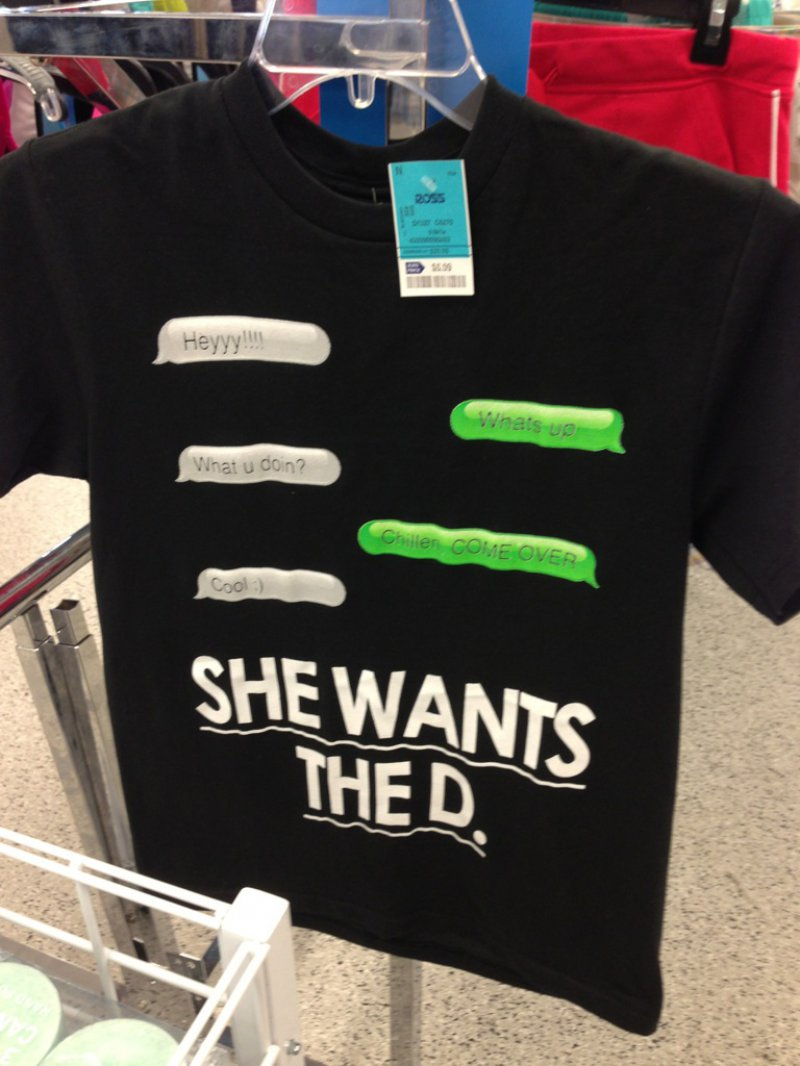 ROSS
$5.99
Heyyy!!!!
Whats up
What u doin?
Chillen, COME OVER
Cool :)
SHE WANTS
THE D.